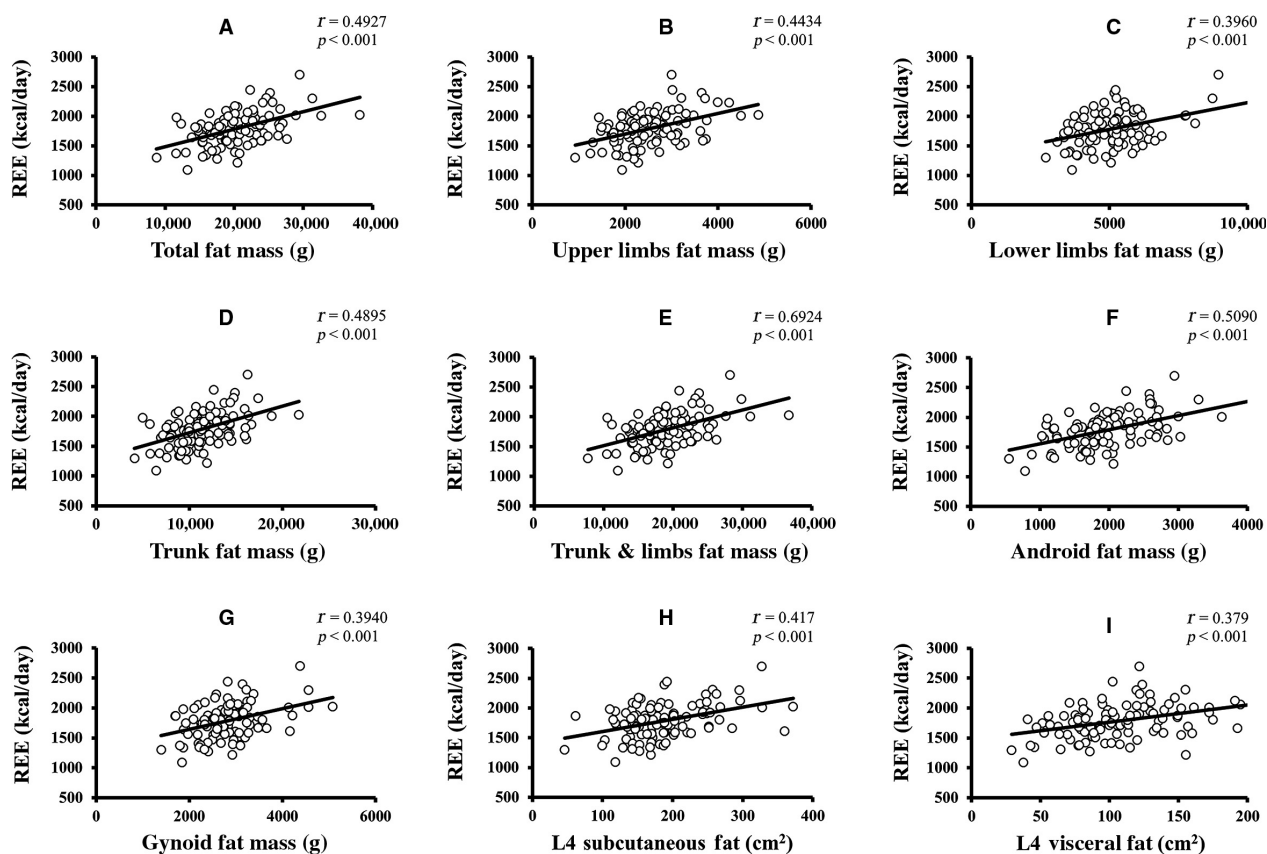 A
r = 0.4927
p < 0.001
REE (kcal/day)
3000
2500
2000
1500
1000
500
0
10,000
20,000
30,000
40,000
Total fat mass (g)
B
r = 0.4434
p < 0.001
REE (kcal/day)
3000
2500
2000
1500
1000
500
0
2000
4000
6000
Upper limbs fat mass (g)
C
r = 0.3960
p < 0.001
REE (kcal/day)
3000
2500
2000
1500
1000
500
0
5000
10,000
Lower limbs fat mass (g)
D
r = 0.4895
p < 0.001
REE (kcal/day)
3000
2500
2000
1500
1000
500
0
10,000
20,000
30,000
Trunk fat mass (g)
E
r = 0.6924
p < 0.001
REE (kcal/day)
3000
2500
2000
1500
1000
500
0
10,000
20,000
30,000
40,000
Trunk & limbs fat mass (g)
F
r = 0.5090
p < 0.001
REE (kcal/day)
3000
2500
2000
1500
1000
500
0
1000
2000
3000
4000
Android fat mass (g)
G
r = 0.3940
p < 0.001
REE (kcal/day)
3000
2500
2000
1500
1000
500
0
2000
4000
6000
Gynoid fat mass (g)
H
r = 0.417
p < 0.001
REE (kcal/day)
3000
2500
2000
1500
1000
500
0
100
200
300
400
L4 subcutaneous fat (cm²)
I
r = 0.379
p < 0.001
REE (kcal/day)
3000
2500
2000
1500
1000
500
0
50
100
150
200
L4 visceral fat (cm²)